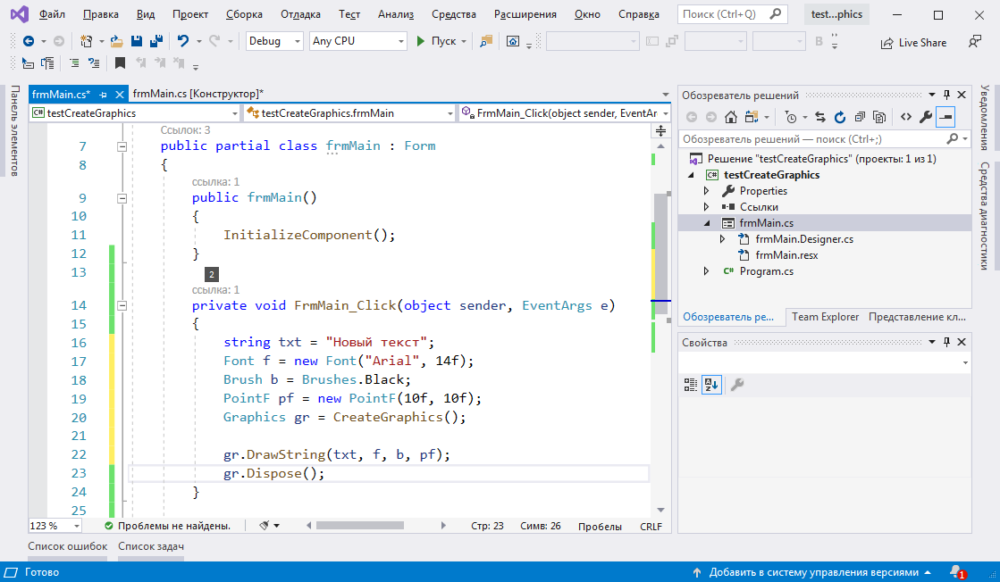 Файл Правка Вид Проект Сборка Отладка Тест Анализ Средства Расширения Окно Справка Поиск (Ctrl+Q) test...phics
Debug Any CPU Пуск Live Share
Панель элементов
frmMain.cs* frmMain.cs [Конструктор]*
testCreateGraphics testCreateGraphics.frmMain FrmMain_Click(object sender, EventAr
Ссылок: 3
7 public partial class frmMain : Form
8 {
ссылка: 1
9 public frmMain()
10 {
11 InitializeComponent();
12 }
13
2
ссылка: 1
14 private void FrmMain_Click(object sender, EventArgs e)
15 {
16 string txt = "Новый текст";
17 Font f = new Font("Arial", 14f);
18 Brush b = Brushes.Black;
19 PointF pf = new PointF(10f, 10f);
20 Graphics gr = CreateGraphics();
21
22 gr.DrawString(txt, f, b, pf);
23 gr.Dispose();
24 }
25
123 % Проблемы не найдены. Стр: 23 Симв: 26 Пробелы CRLF
Обозреватель решений
Обозреватель решений — поиск (Ctrl+;)
Решение "testCreateGraphics" (проекты: 1 из 1)
C# testCreateGraphics
Properties
Ссылки
frmMain.cs
frmMain.Designer.cs
frmMain.resx
C# Program.cs
Обозреватель ре... Team Explorer Представление кл...
Свойства
Уведомления
Средства диагностики
Список ошибок Список задач
Готово Добавить в систему управления версиями 1